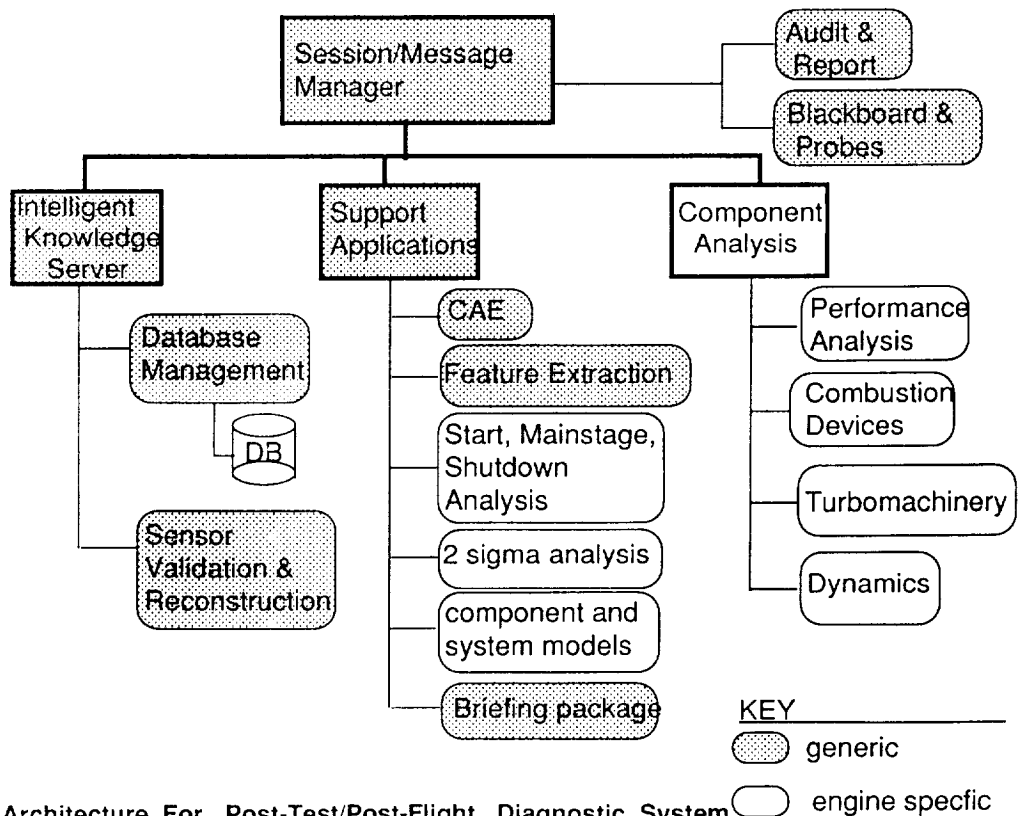 Session/Message
Manager
Audit &
Report
Blackboard &
Probes
Intelligent
Knowledge
Server
Support
Applications
Component
Analysis
Database
Management
DB
Sensor
Validation &
Reconstruction
CAE
Feature Extraction
Start, Mainstage,
Shutdown
Analysis
2 sigma analysis
component and
system models
Briefing package
Performance
Analysis
Combustion
Devices
Turbomachinery
Dynamics
KEY
generic
engine specfic
Architecture For Post-Test/Post-Flight Diagnostic System